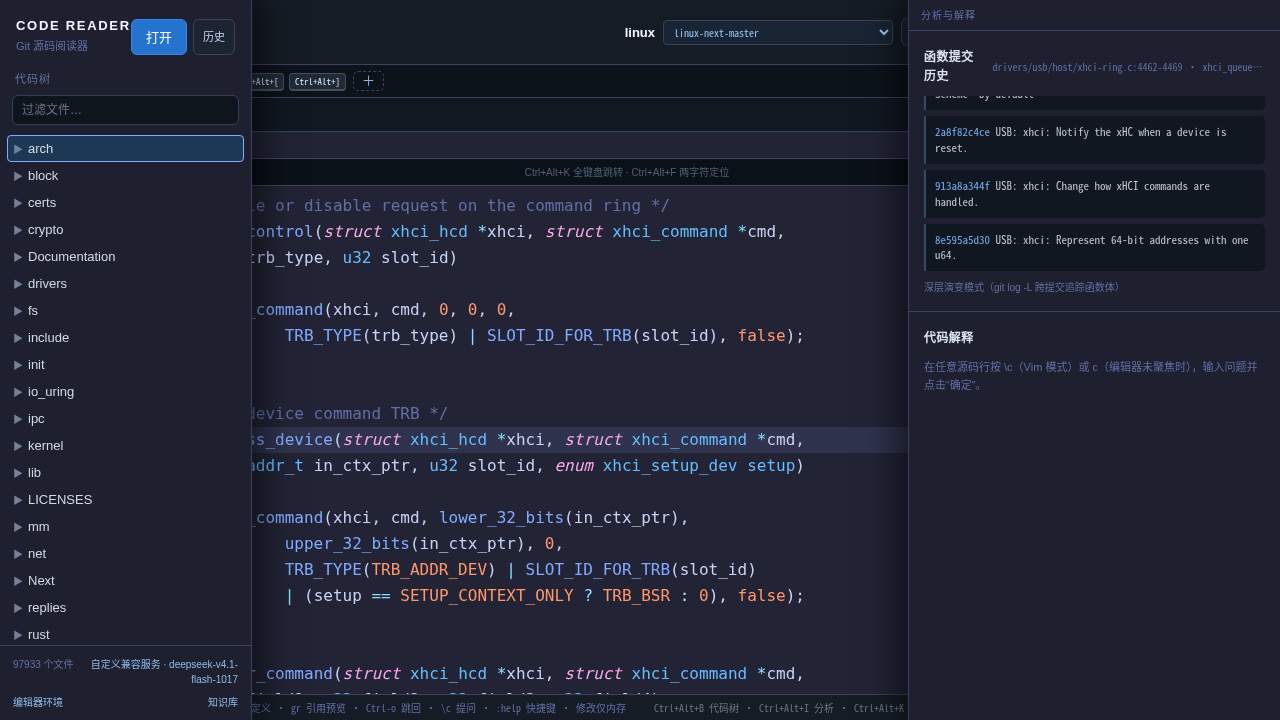 CODE READER
Git 源码阅读器
打开
历史
代码树
过滤文件…
arch
block
certs
crypto
Documentation
drivers
fs
include
init
io_uring
ipc
kernel
lib
LICENSES
mm
net
Next
replies
rust
97933 个文件
自定义兼容服务 · deepseek-v4.1-
flash-1017
编辑器环境
知识库
linux
linux-next-master
+Alt+[
Ctrl+Alt+]
+
Ctrl+Alt+K 全键盘跳转 · Ctrl+Alt+F 两字符定位
le or disable request on the command ring */
control(struct xhci_hcd *xhci, struct xhci_command *cmd,
trb_type, u32 slot_id)
_command(xhci, cmd, 0, 0, 0,
TRB_TYPE(trb_type) | SLOT_ID_FOR_TRB(slot_id), false);
device command TRB */
ss_device(struct xhci_hcd *xhci, struct xhci_command *cmd,
addr_t in_ctx_ptr, u32 slot_id, enum xhci_setup_dev setup)
_command(xhci, cmd, lower_32_bits(in_ctx_ptr),
upper_32_bits(in_ctx_ptr), 0,
TRB_TYPE(TRB_ADDR_DEV) | SLOT_ID_FOR_TRB(slot_id)
| (setup == SETUP_CONTEXT_ONLY ? TRB_BSR : 0), false);
r_command(struct xhci_hcd *xhci, struct xhci_command *cmd,
定义 · gr 引用预览 · Ctrl-o 跳回 · \c 提问 · :help 快捷键 · 修改仅内存
Ctrl+Alt+B 代码树 · Ctrl+Alt+I 分析 · Ctrl+Alt+K
分析与解释
函数提交
历史
drivers/usb/host/xhci-ring.c:4462-4469 · xhci_queue…
scheme" by default
2a8f82c4ce USB: xhci: Notify the xHC when a device is
reset.
913a8a344f USB: xhci: Change how xHCI commands are
handled.
8e595a5d30 USB: xhci: Represent 64-bit addresses with one
u64.
深层演变模式（git log -L 跨提交追踪函数体）
代码解释
在任意源码行按 \c（Vim 模式）或 c（编辑器未聚焦时），输入问题并
点击“确定”。